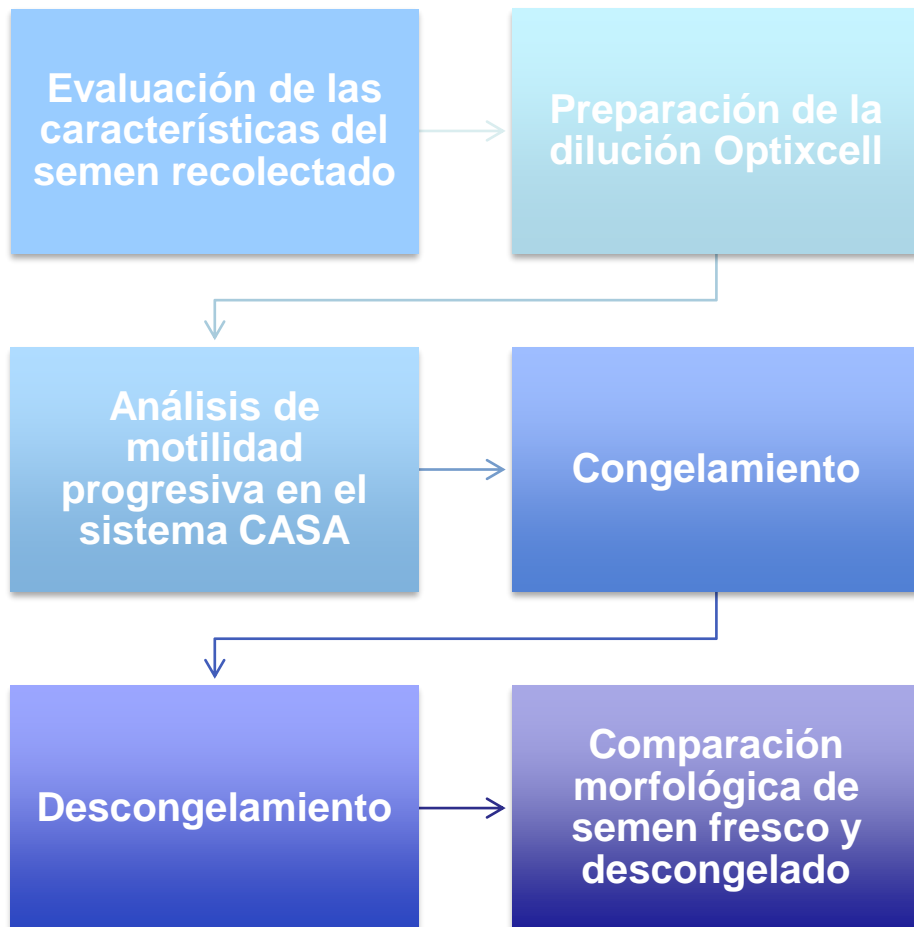 Evaluación de las
características del
semen recolectado
Preparación de la
dilución Optixcell
Análisis de
motilidad
progresiva en el
sistema CASA
Congelamiento
Descongelamiento
Comparación
morfológica de
semen fresco y
descongelado